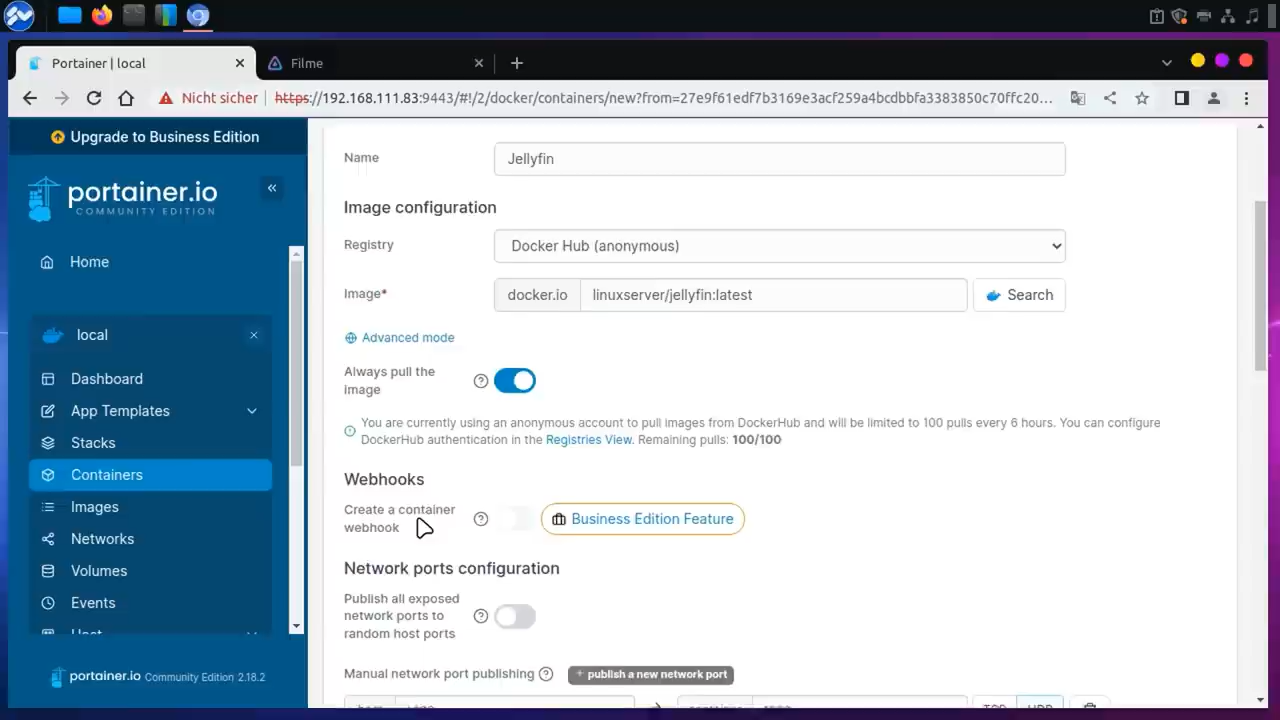 Portainer | local
Filme
Nicht sicher
https://192.168.111.83:9443/#!/2/docker/containers/new?from=27e9f61edf7b3169e3acf259a4bcdbbfa3383850c70ffc20...
Upgrade to Business Edition
portainer.io
COMMUNITY EDITION
Home
local
Dashboard
App Templates
Stacks
Containers
Images
Networks
Volumes
Events
portainer.io Community Edition 2.18.2
Name
Jellyfin
Image configuration
Registry
Docker Hub (anonymous)
Image*
docker.io
linuxserver/jellyfin:latest
Search
Advanced mode
Always pull the
image
You are currently using an anonymous account to pull images from DockerHub and will be limited to 100 pulls every 6 hours. You can configure
DockerHub authentication in the Registries View. Remaining pulls: 100/100
Webhooks
Create a container
webhook
Business Edition Feature
Network ports configuration
Publish all exposed
network ports to
random host ports
Manual network port publishing
+ publish a new network port